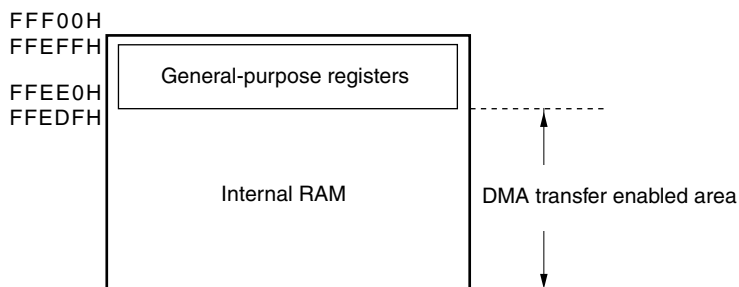 FFF00H
FFEFFH
General-purpose registers
FFEE0H
FFEDFH
Internal RAM
DMA transfer enabled area